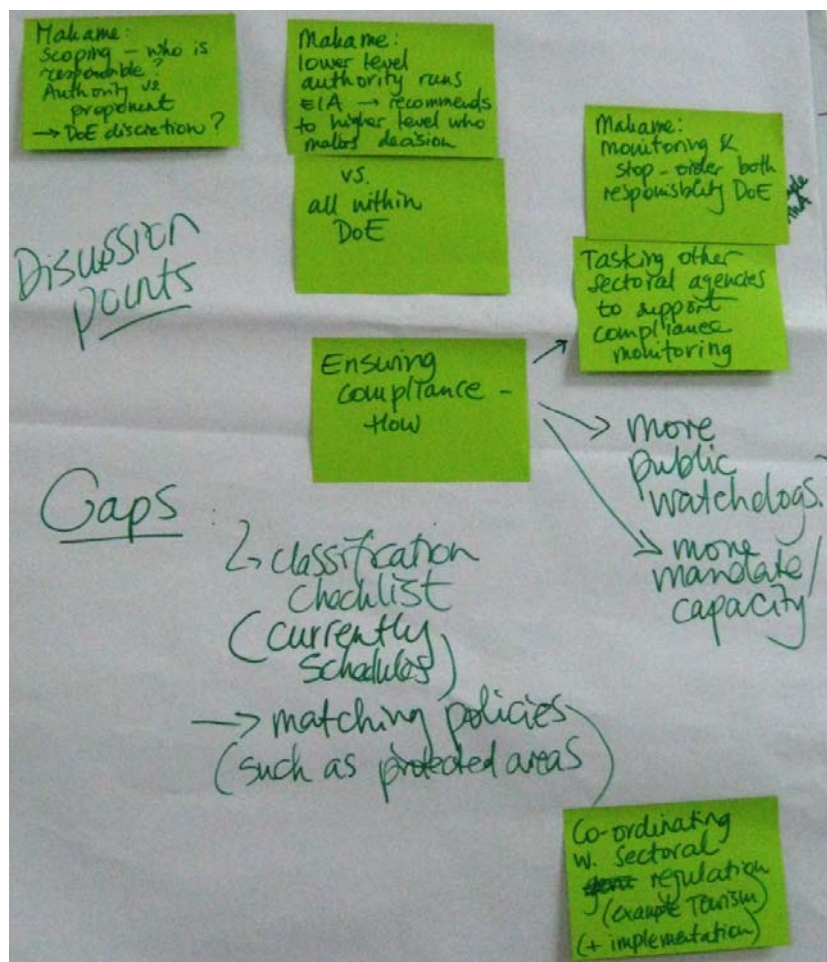 Makame:
scoping – who is
responsible?
Authority vs
proponent
→ DoE discretion?
Makame:
lower level
authority runs
EIA → recommends
to higher level who
makes decision
vs.
all within
DoE
Makame:
monitoring &
stop-order both
responsibility DoE
Tasking other
sectoral agencies
to support
compliance
monitoring
Discussion
points
Ensuring
compliance –
How
→ more
public
watchdogs.
→ more
mandate/
capacity
Gaps
↳ classification
checklist
(currently
schedules)
→ matching policies
(such as protected areas)
Co-ordinating
w. sectoral
regulation
(example Tourism)
(+ implementation)